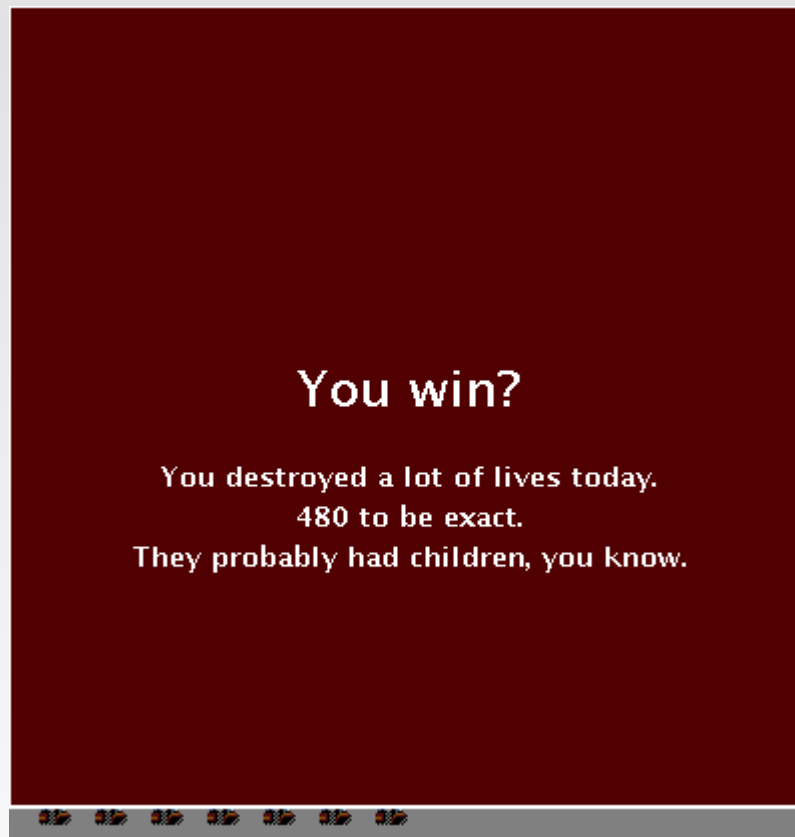 You win?
You destroyed a lot of lives today.
480 to be exact.
They probably had children, you know.